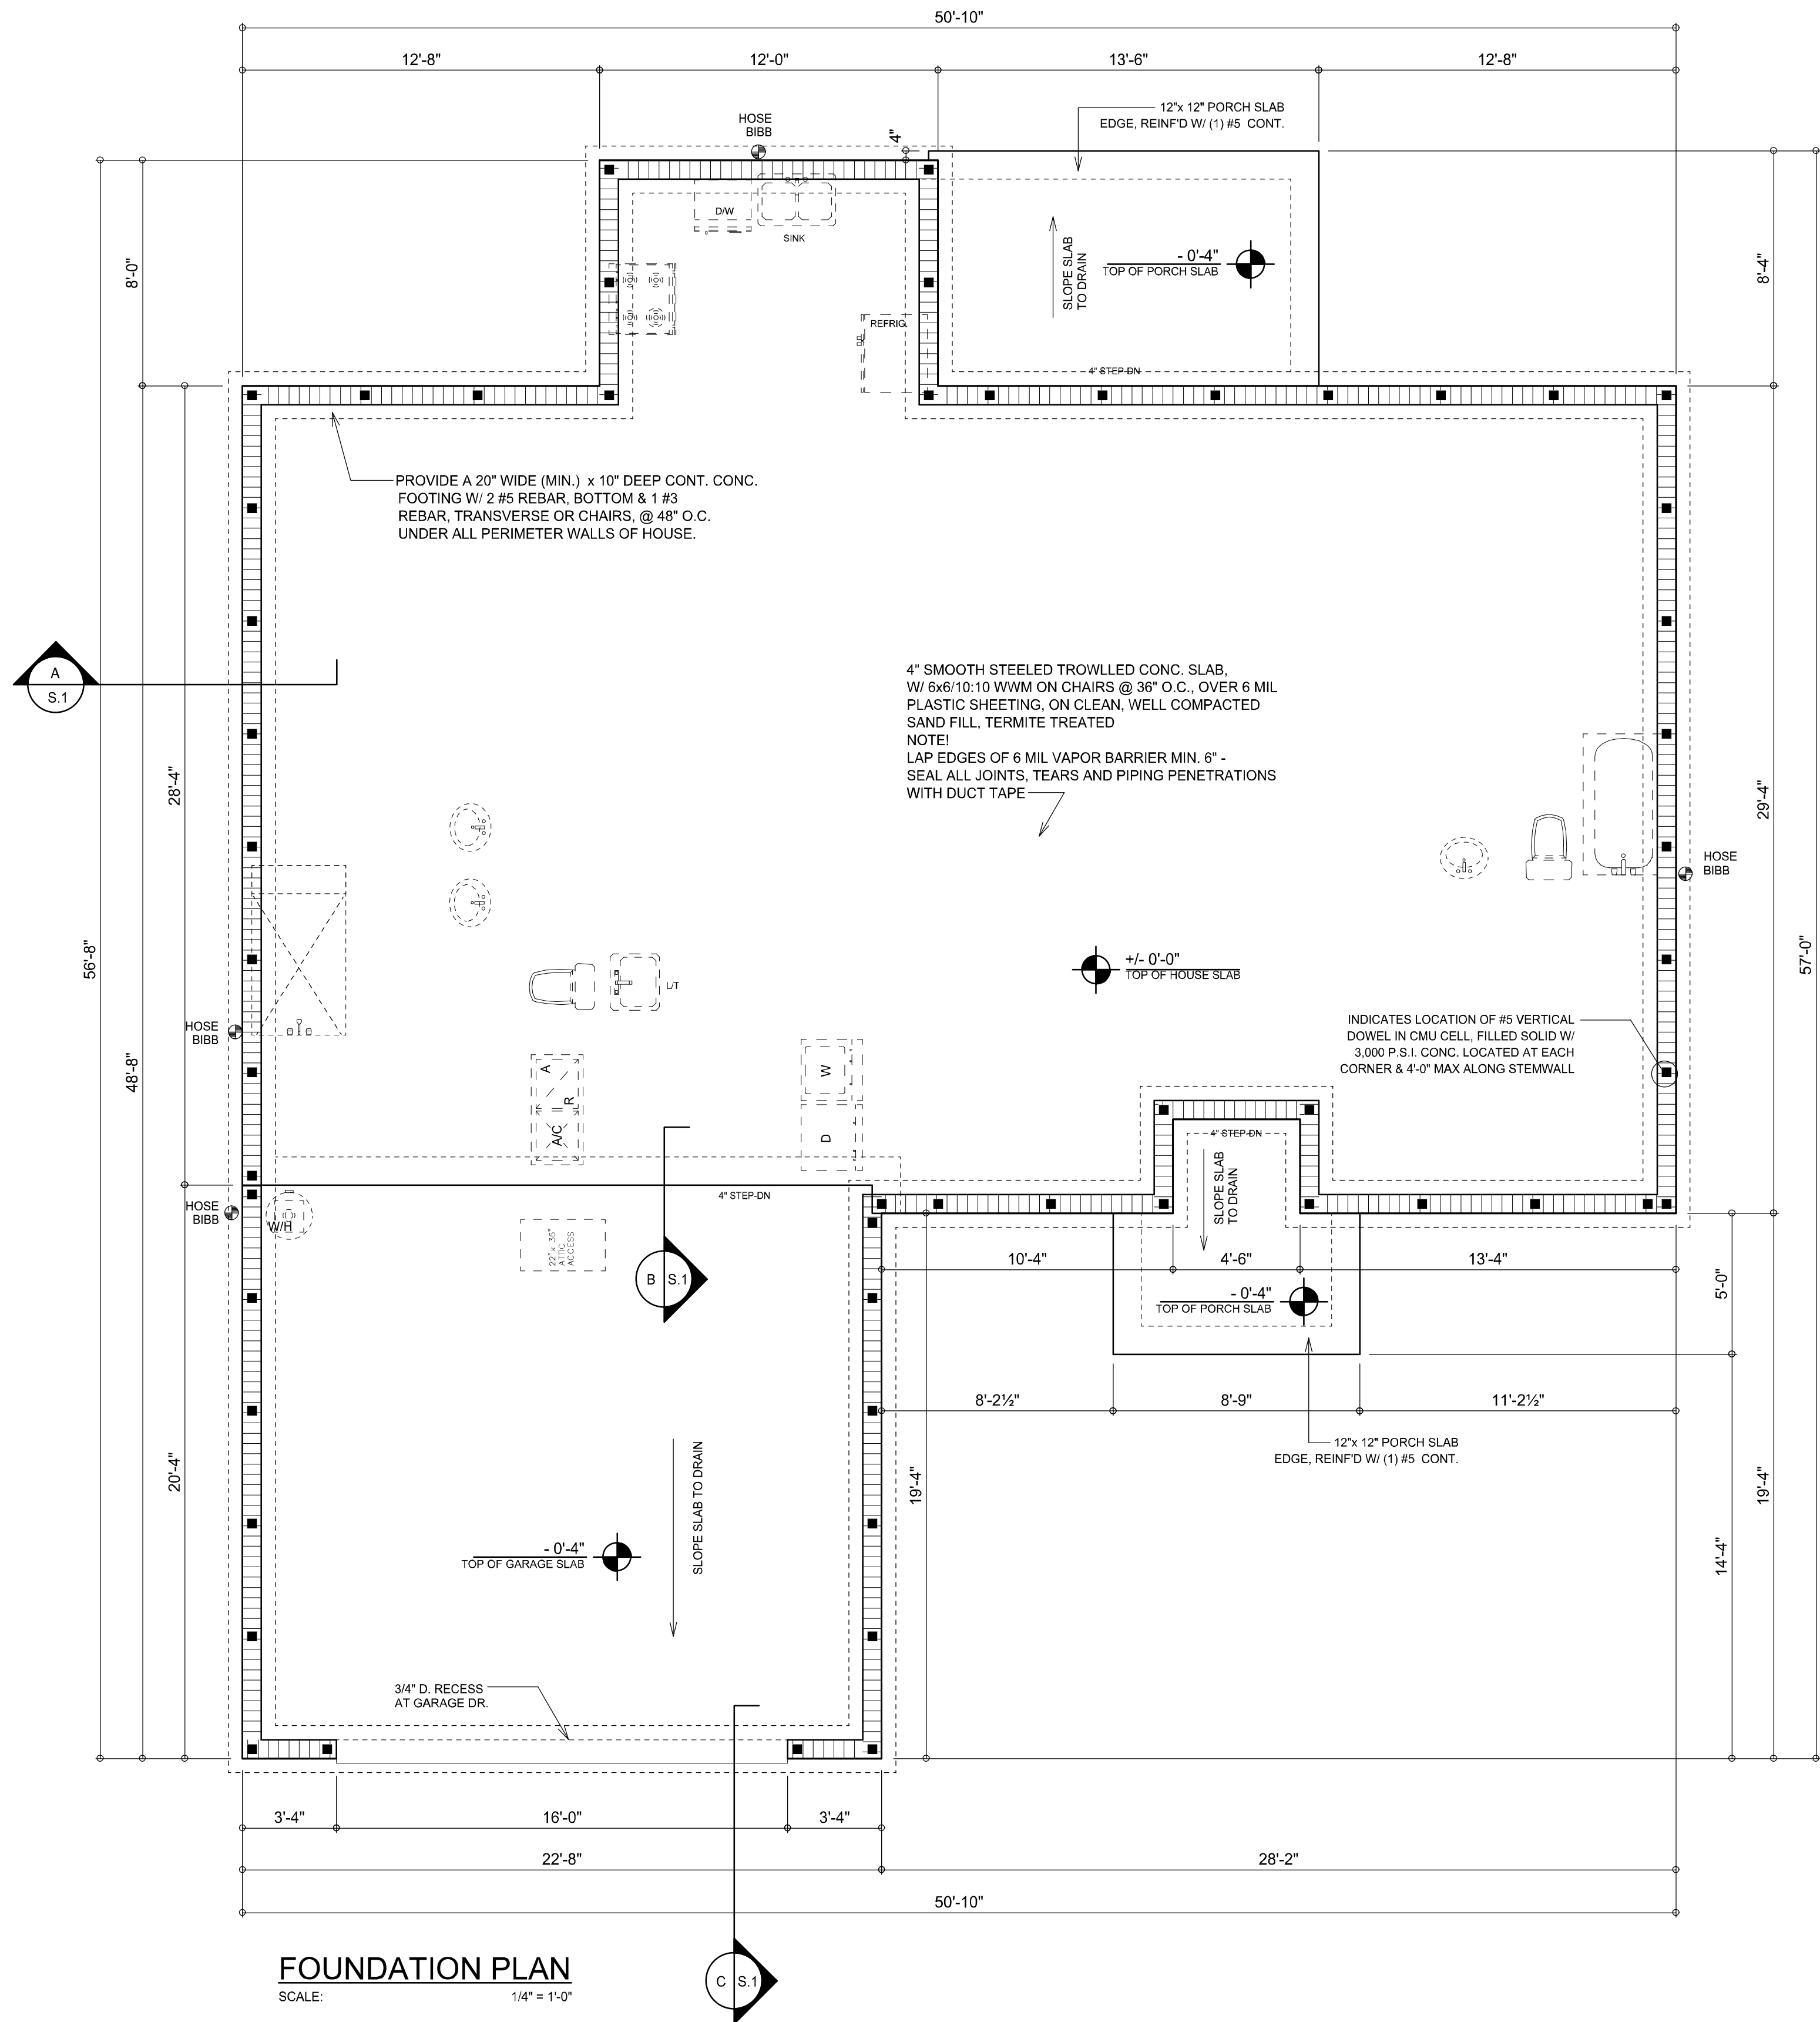 50'-10"
12'-8"
12'-0"
13'-6"
12'-8"
12"x 12" PORCH SLAB
EDGE, REINF'D W/ (1) #5 CONT.
HOSE
BIBB
4"
D/W
SINK
8'-0"
SLOPE SLAB
TO DRAIN
- 0'-4"
TOP OF PORCH SLAB
8'-4"
REFRIG.
4" STEP-DN
PROVIDE A 20" WIDE (MIN.) x 10" DEEP CONT. CONC.
FOOTING W/ 2 #5 REBAR, BOTTOM & 1 #3
REBAR, TRANSVERSE OR CHAIRS, @ 48" O.C.
UNDER ALL PERIMETER WALLS OF HOUSE.
A
S.1
4" SMOOTH STEELED TROWLLED CONC. SLAB,
W/ 6x6/10:10 WWM ON CHAIRS @ 36" O.C., OVER 6 MIL
PLASTIC SHEETING, ON CLEAN, WELL COMPACTED
SAND FILL, TERMITE TREATED
NOTE!
LAP EDGES OF 6 MIL VAPOR BARRIER MIN. 6" -
SEAL ALL JOINTS, TEARS AND PIPING PENETRATIONS
WITH DUCT TAPE
28'-4"
29'-4"
HOSE
BIBB
56'-8"
57'-0"
+/- 0'-0"
TOP OF HOUSE SLAB
L/T
HOSE
BIBB
48'-8"
INDICATES LOCATION OF #5 VERTICAL
DOWEL IN CMU CELL, FILLED SOLID W/
3,000 P.S.I. CONC. LOCATED AT EACH
CORNER & 4'-0" MAX ALONG STEMWALL
A
R
A/C
W
D
4" STEP-DN
SLOPE SLAB
TO DRAIN
4" STEP-DN
HOSE
BIBB
W/H
22" x 36"
ATTIC
ACCESS
B
S.1
10'-4"
4'-6"
13'-4"
5'-0"
- 0'-4"
TOP OF PORCH SLAB
8'-2½"
8'-9"
11'-2½"
12"x 12" PORCH SLAB
EDGE, REINF'D W/ (1) #5 CONT.
20'-4"
SLOPE SLAB TO DRAIN
19'-4"
19'-4"
14'-4"
- 0'-4"
TOP OF GARAGE SLAB
3/4" D. RECESS
AT GARAGE DR.
3'-4"
16'-0"
3'-4"
22'-8"
28'-2"
50'-10"
FOUNDATION PLAN
SCALE: 1/4" = 1'-0"
C
S.1